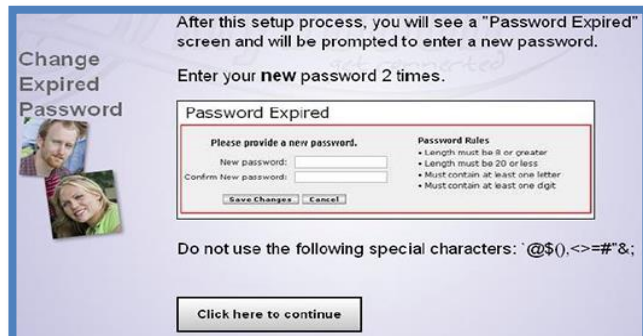 After this setup process, you will see a "Password Expired"
screen and will be prompted to enter a new password.
Change
Expired
Password
Enter your new password 2 times.
Password Expired
Please provide a new password.
New password:
Confirm New password:
Save Changes
Cancel
Password Rules
• Length must be 8 or greater
• Length must be 20 or less
• Must contain at least one letter
• Must contain at least one digit
Do not use the following special characters: `@$(),<>=#"&;
Click here to continue
get connected